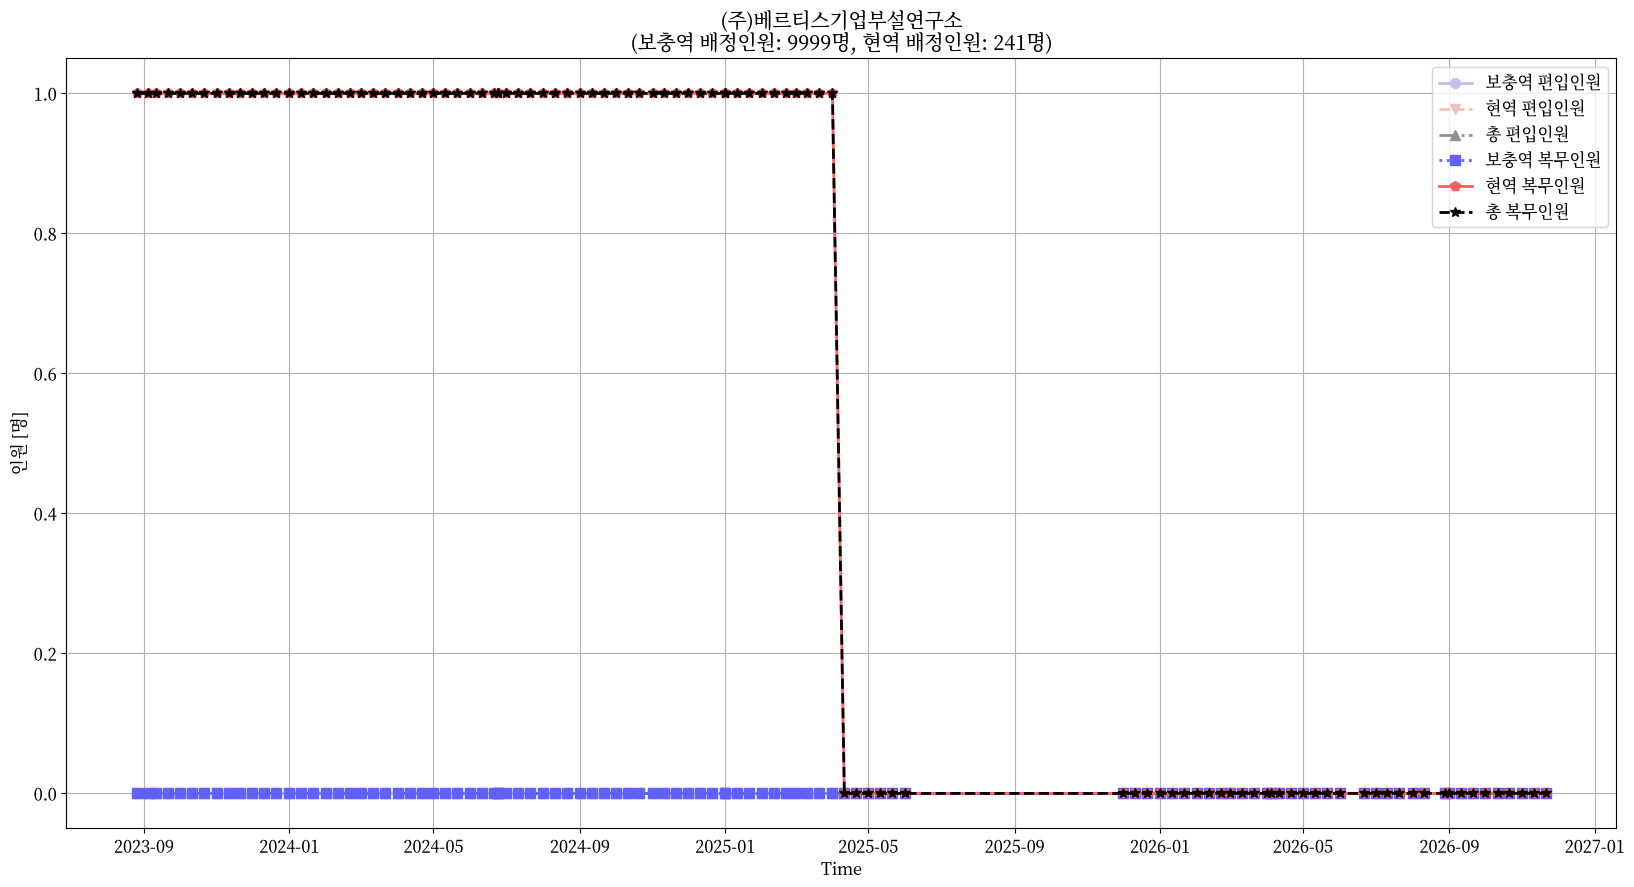 (주)베르티스기업부설연구소
(보충역 배정인원: 9999명, 현역 배정인원: 241명)
보충역 편입인원
현역 편입인원
총 편입인원
보충역 복무인원
현역 복무인원
총 복무인원
1.0
0.8
0.6
0.4
0.2
0.0
인원 [명]
2023-09 2024-01 2024-05 2024-09 2025-01 2025-05 2025-09 2026-01 2026-05 2026-09 2027-01
Time